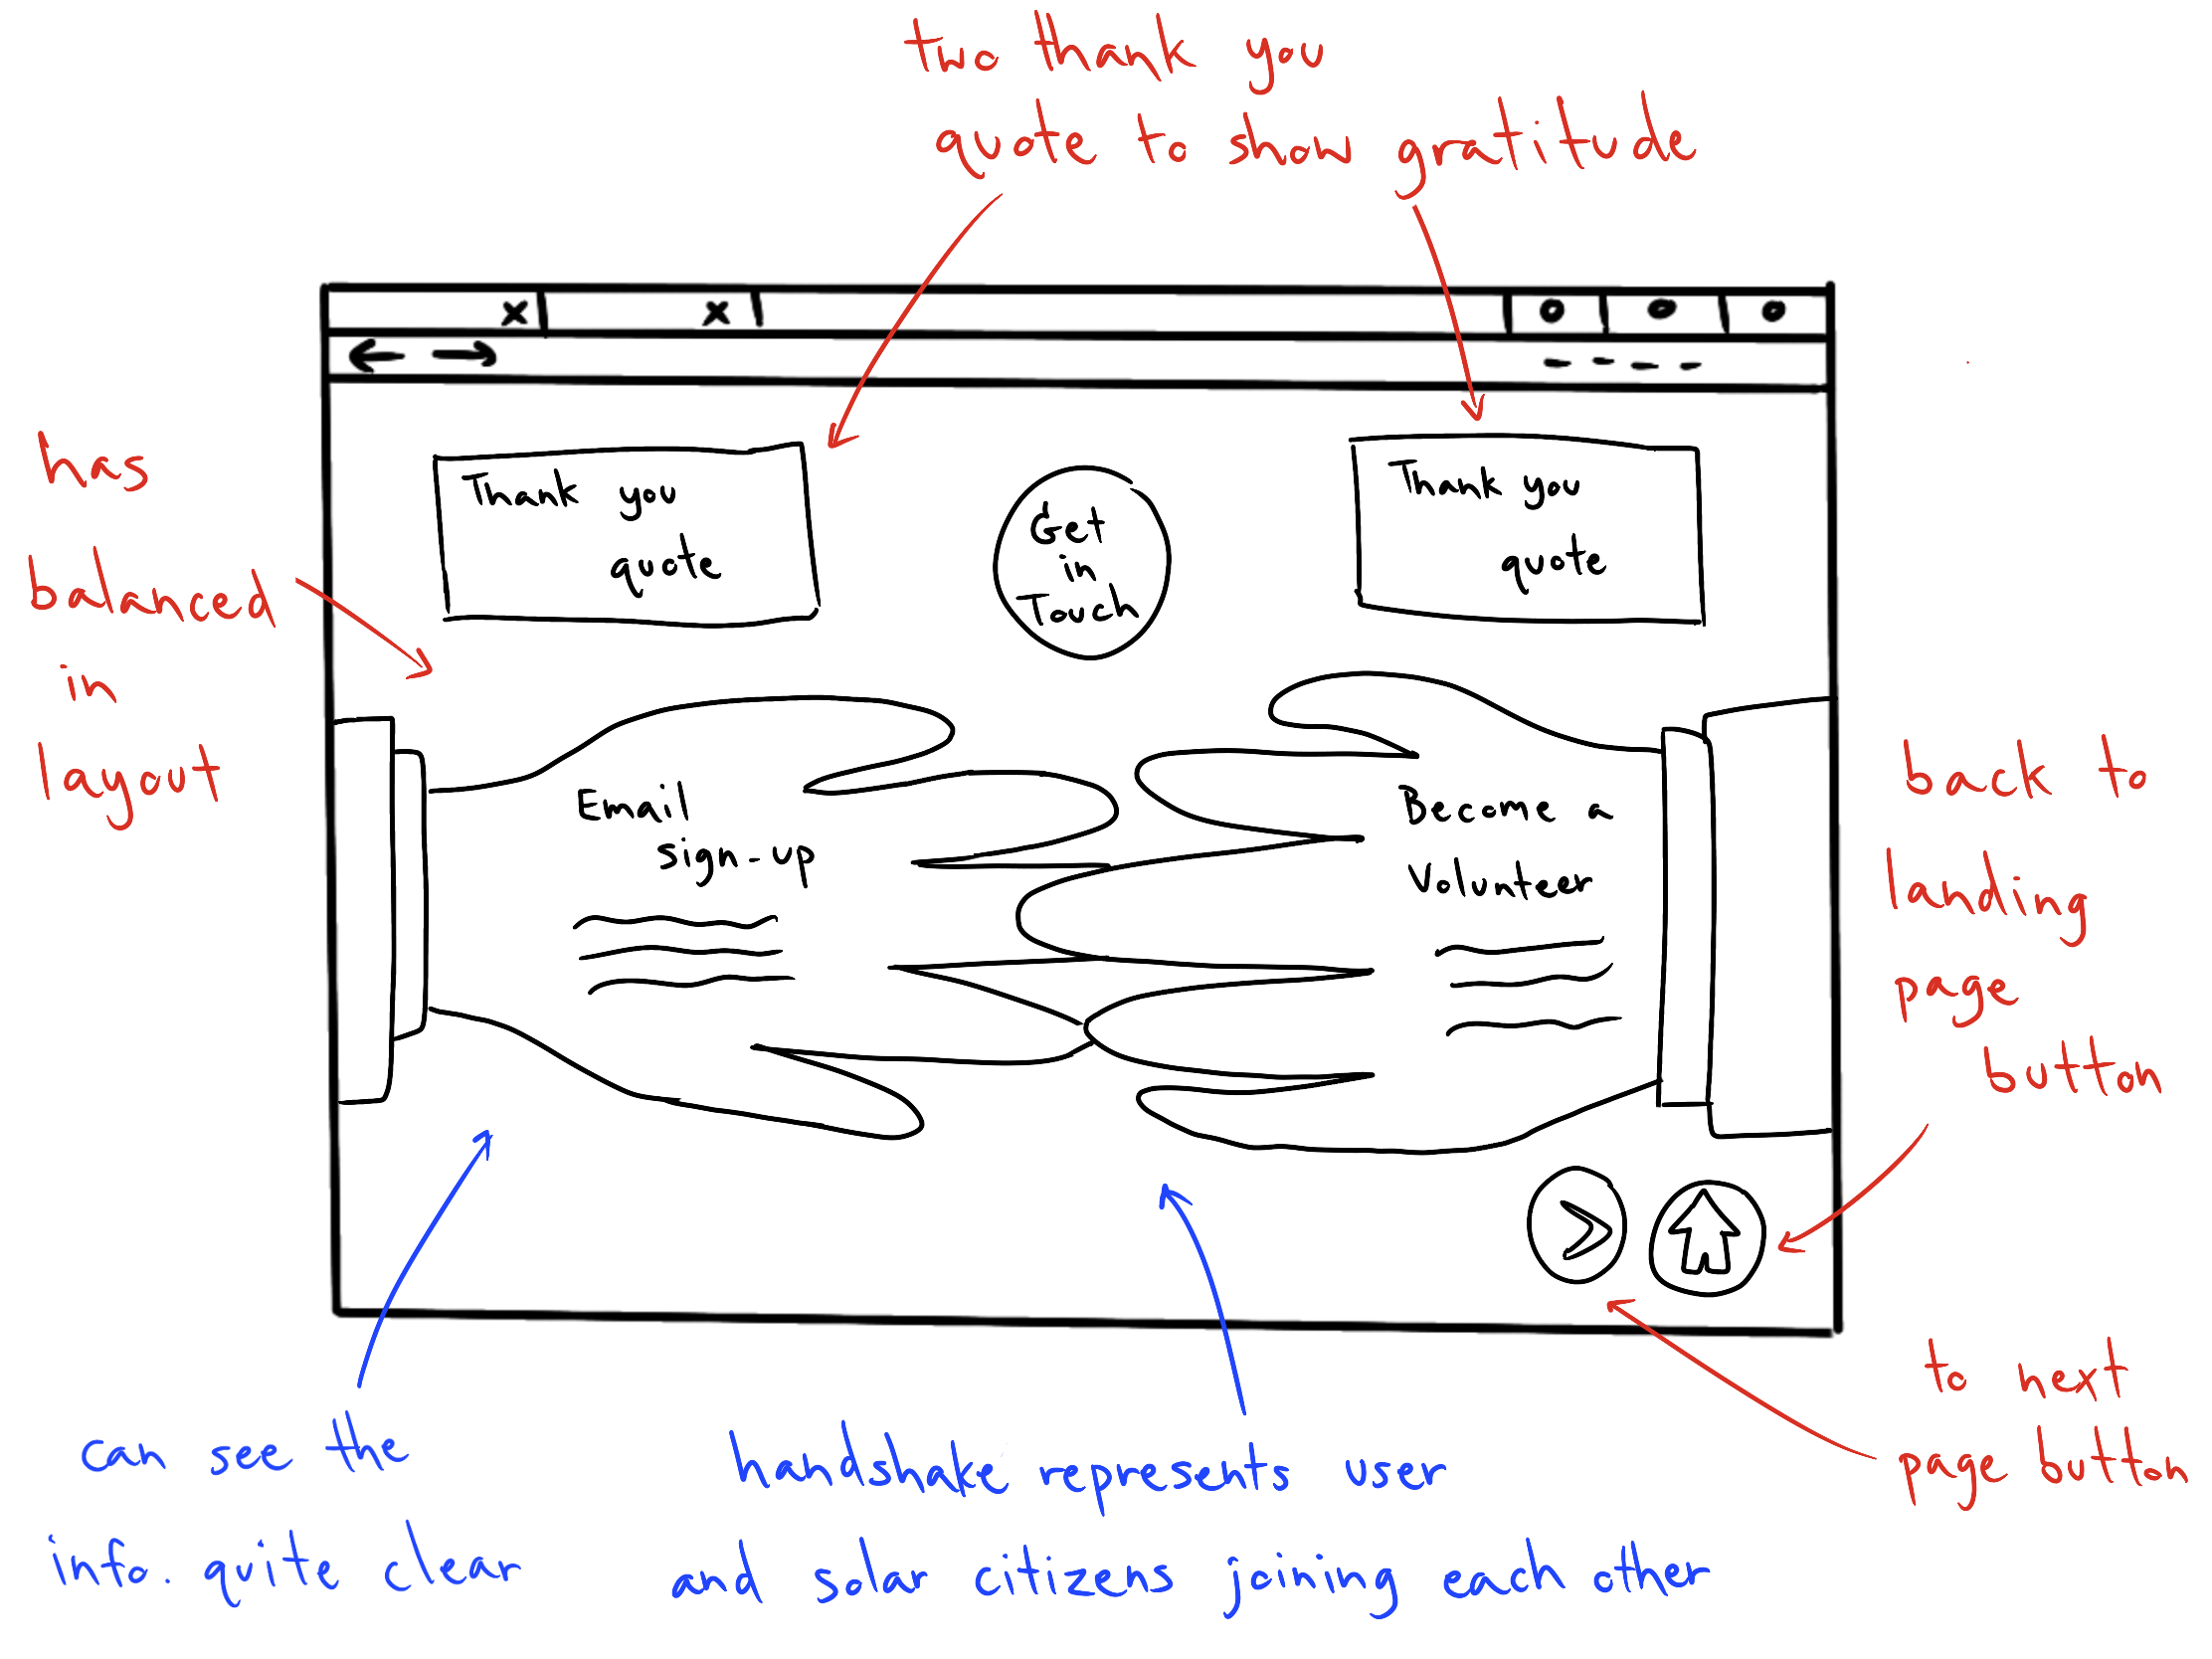 two thank you
quote to show gratitude
has
balanced
in
layout
x x
Thank you
quote
Get
in
Touch
Thank you
quote
Email
sign-up
Become a
Volunteer
back to
landing
page
button
to next
page button
can see the
info. quite clear
handshake represents user
and solar citizens joining each other